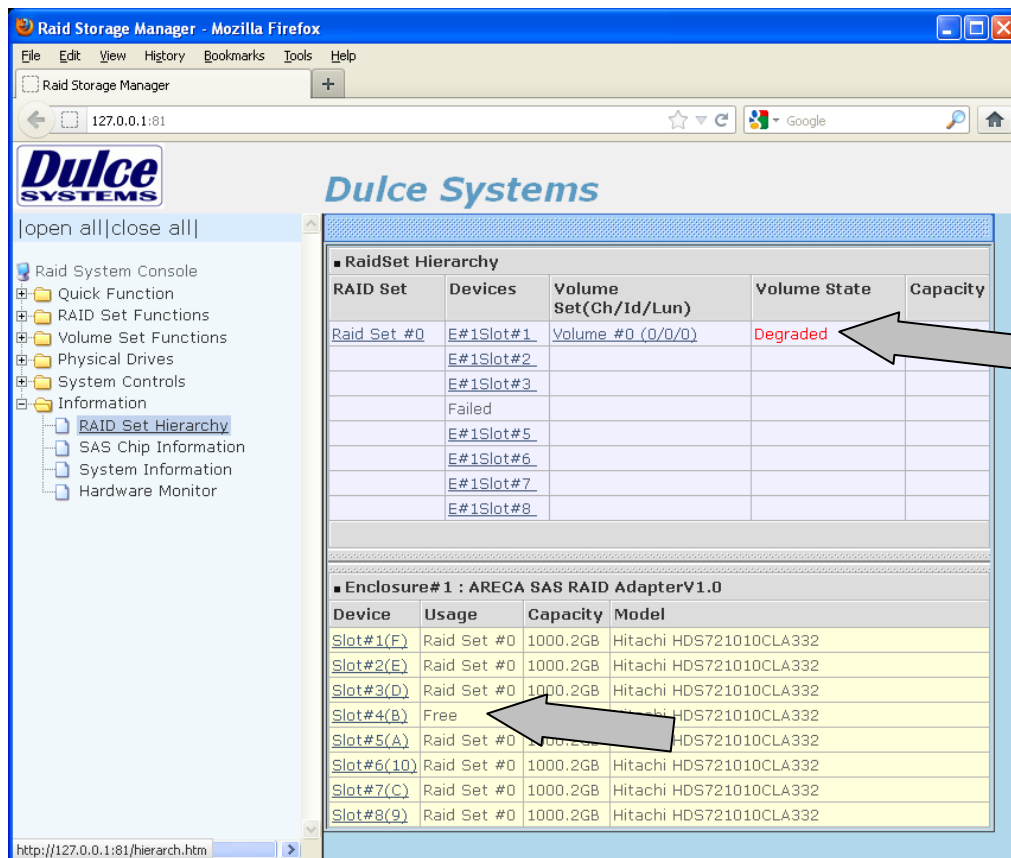 Raid Storage Manager - Mozilla Firefox
File Edit View History Bookmarks Tools Help
Raid Storage Manager +
127.0.0.1:81 Google
Dulce SYSTEMS
Dulce Systems
|open all|close all|
Raid System Console
Quick Function
RAID Set Functions
Volume Set Functions
Physical Drives
System Controls
Information
RAID Set Hierarchy
SAS Chip Information
System Information
Hardware Monitor
RaidSet Hierarchy
RAID Set Devices Volume Set(Ch/Id/Lun) Volume State Capacity
Raid Set #0 E#1Slot#1 Volume #0 (0/0/0) Degraded
E#1Slot#2
E#1Slot#3
Failed
E#1Slot#5
E#1Slot#6
E#1Slot#7
E#1Slot#8
Enclosure#1 : ARECA SAS RAID AdapterV1.0
Device Usage Capacity Model
Slot#1(F) Raid Set #0 1000.2GB Hitachi HDS721010CLA332
Slot#2(E) Raid Set #0 1000.2GB Hitachi HDS721010CLA332
Slot#3(D) Raid Set #0 1000.2GB Hitachi HDS721010CLA332
Slot#4(B) Free HDS721010CLA332
Slot#5(A) Raid Set #0 HDS721010CLA332
Slot#6(10) Raid Set #0 1000.2GB Hitachi HDS721010CLA332
Slot#7(C) Raid Set #0 1000.2GB Hitachi HDS721010CLA332
Slot#8(9) Raid Set #0 1000.2GB Hitachi HDS721010CLA332
http://127.0.0.1:81/hierarch.htm